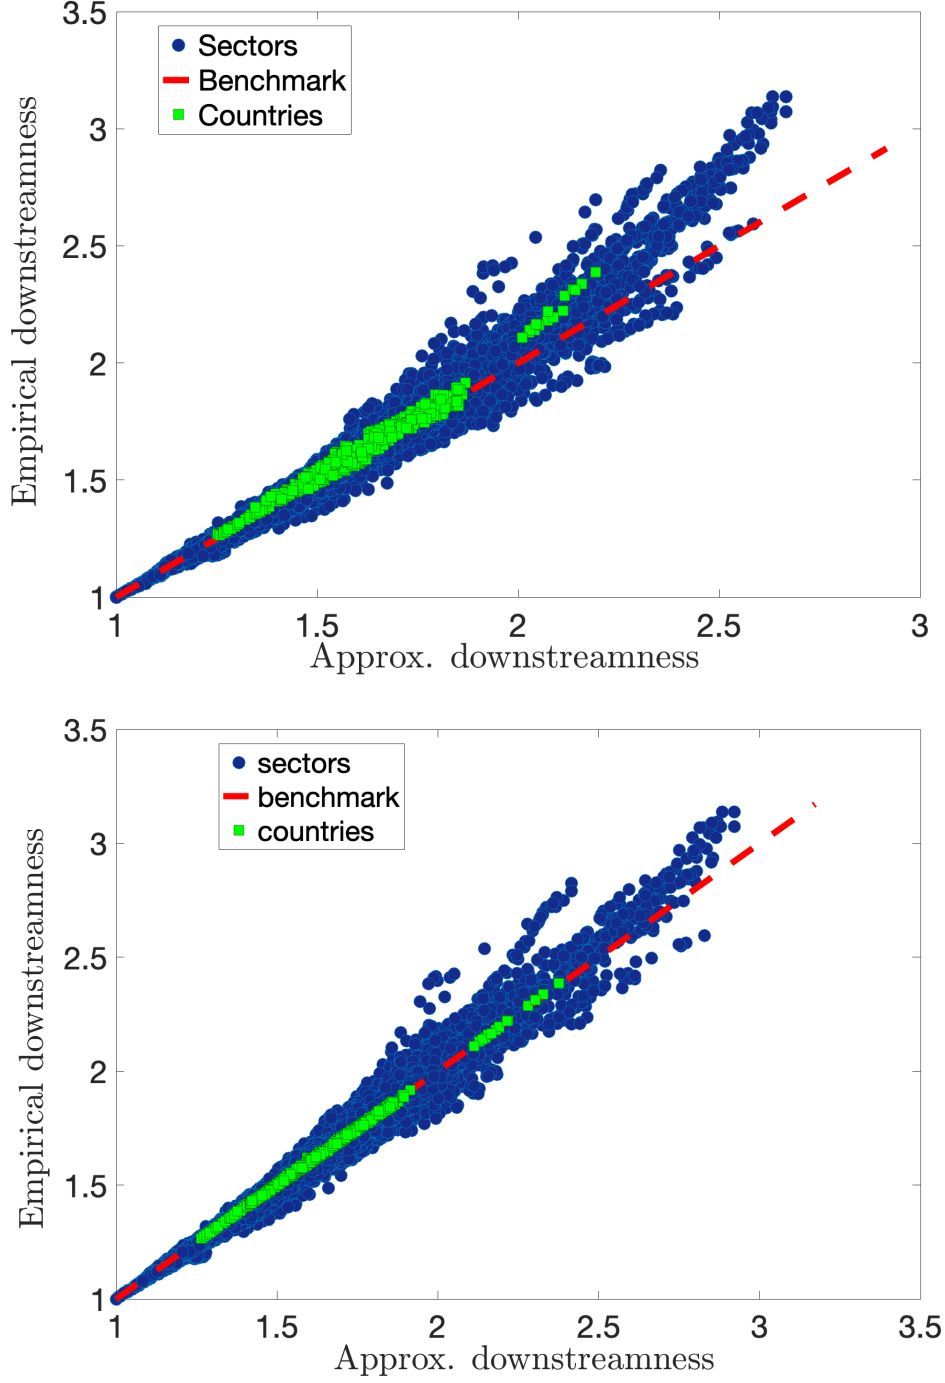 3.5
Sectors
Benchmark
Countries
3
2.5
2
1.5
1
Empirical downstreamness
1
1.5
2
2.5
3
Approx. downstreamness
3.5
sectors
benchmark
countries
3
2.5
2
1.5
1
Empirical downstreamness
1
1.5
2
2.5
3
3.5
Approx. downstreamness